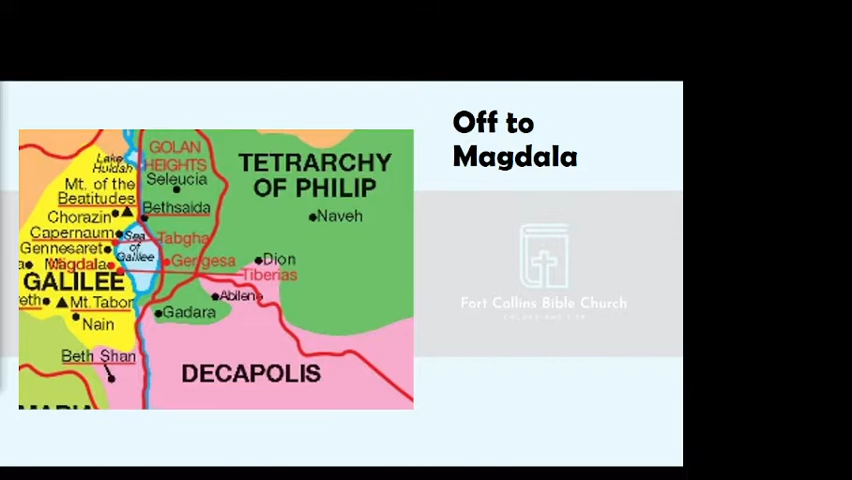 Off to
Magdala
Lake
Huldah
GOLAN
HEIGHTS
Seleucia
TETRARCHY
OF PHILIP
Mt. of the
Beatitudes
Chorazin
Bethsaida
Naveh
Capernaum
Sea
of
Galilee
Tabgha
Gennesaret
Magdala
Gergesa
Dion
Tiberias
GALILEE
Mt. Tabor
Abilene
Gadara
Nain
Beth Shan
DECAPOLIS
Fort Collins Bible Church